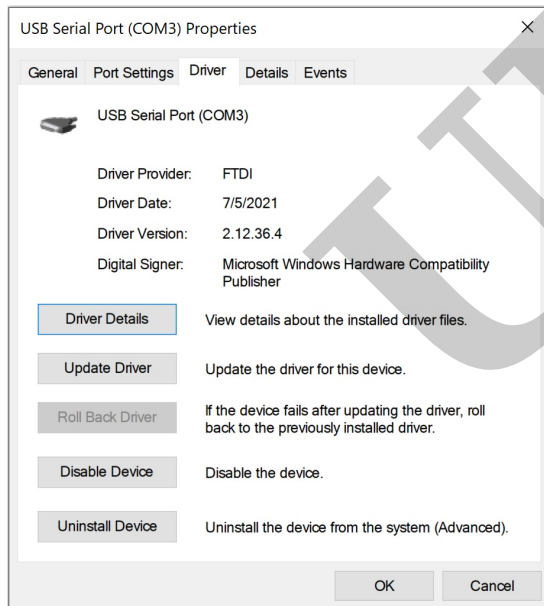 USB Serial Port (COM3) Properties
General Port Settings Driver Details Events
USB Serial Port (COM3)
Driver Provider: FTDI
Driver Date: 7/5/2021
Driver Version: 2.12.36.4
Digital Signer: Microsoft Windows Hardware Compatibility
Publisher
Driver Details View details about the installed driver files.
Update Driver Update the driver for this device.
Roll Back Driver If the device fails after updating the driver, roll
back to the previously installed driver.
Disable Device Disable the device.
Uninstall Device Uninstall the device from the system (Advanced).
OK Cancel